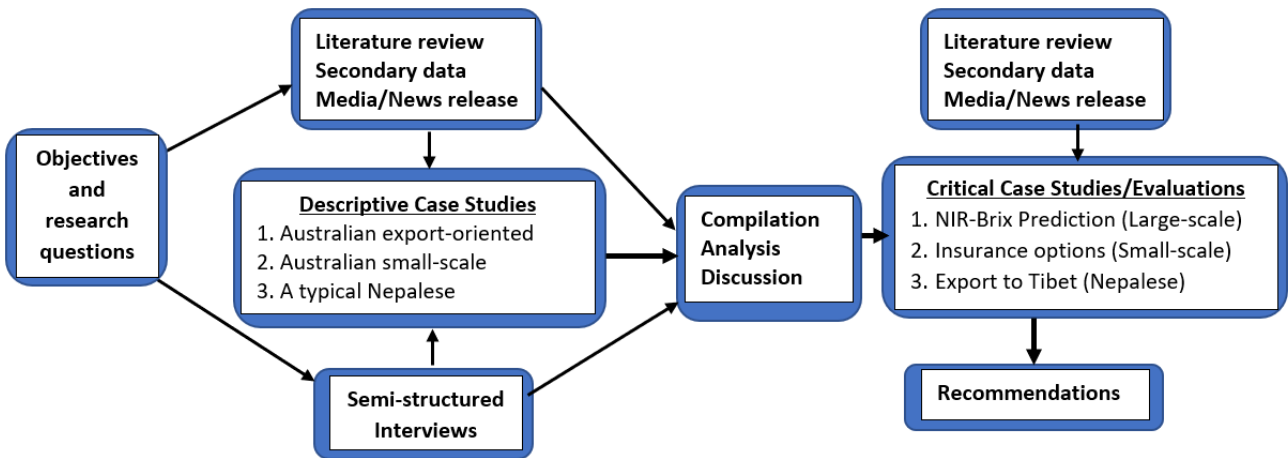 Objectives
and
research
questions
Literature review
Secondary data
Media/News release
Descriptive Case Studies
1. Australian export-oriented
2. Australian small-scale
3. A typical Nepalese
Semi-structured
Interviews
Compilation
Analysis
Discussion
Literature review
Secondary data
Media/News release
Critical Case Studies/Evaluations
1. NIR-Brix Prediction (Large-scale)
2. Insurance options (Small-scale)
3. Export to Tibet (Nepalese)
Recommendations